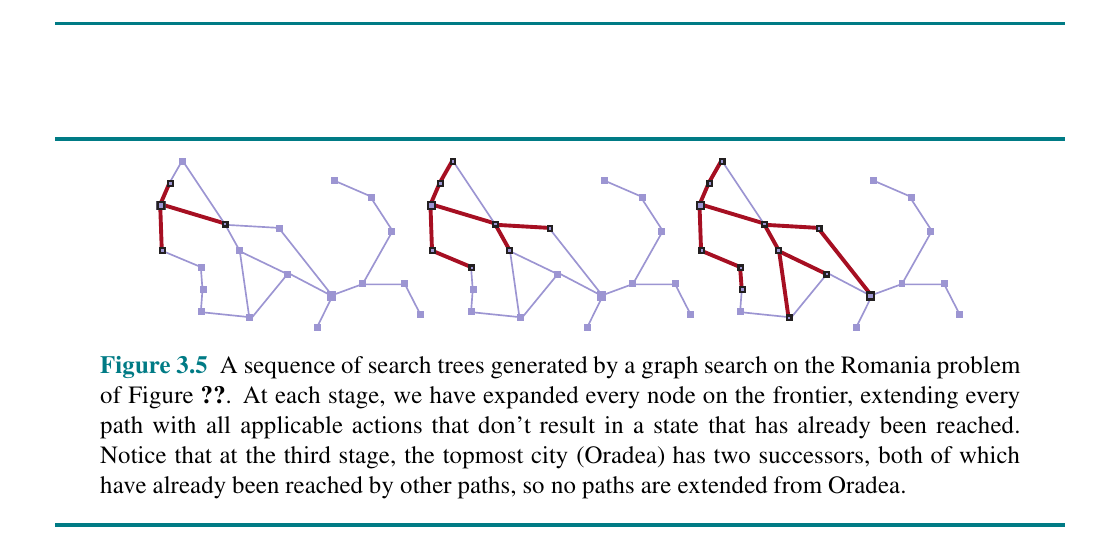 Figure 3.5 A sequence of search trees generated by a graph search on the Romania problem
of Figure ??. At each stage, we have expanded every node on the frontier, extending every
path with all applicable actions that don’t result in a state that has already been reached.
Notice that at the third stage, the topmost city (Oradea) has two successors, both of which
have already been reached by other paths, so no paths are extended from Oradea.